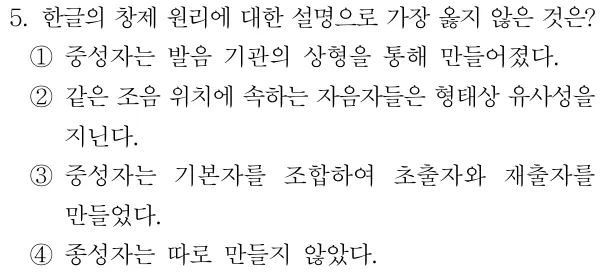 5. 한글의 창제 원리에 대한 설명으로 가장 옳지 않은 것은?
① 중성자는 발음 기관의 상형을 통해 만들어졌다.
② 같은 조음 위치에 속하는 자음자들은 형태상 유사성을
지닌다.
③ 중성자는 기본자를 조합하여 초출자와 재출자를
만들었다.
④ 종성자는 따로 만들지 않았다.